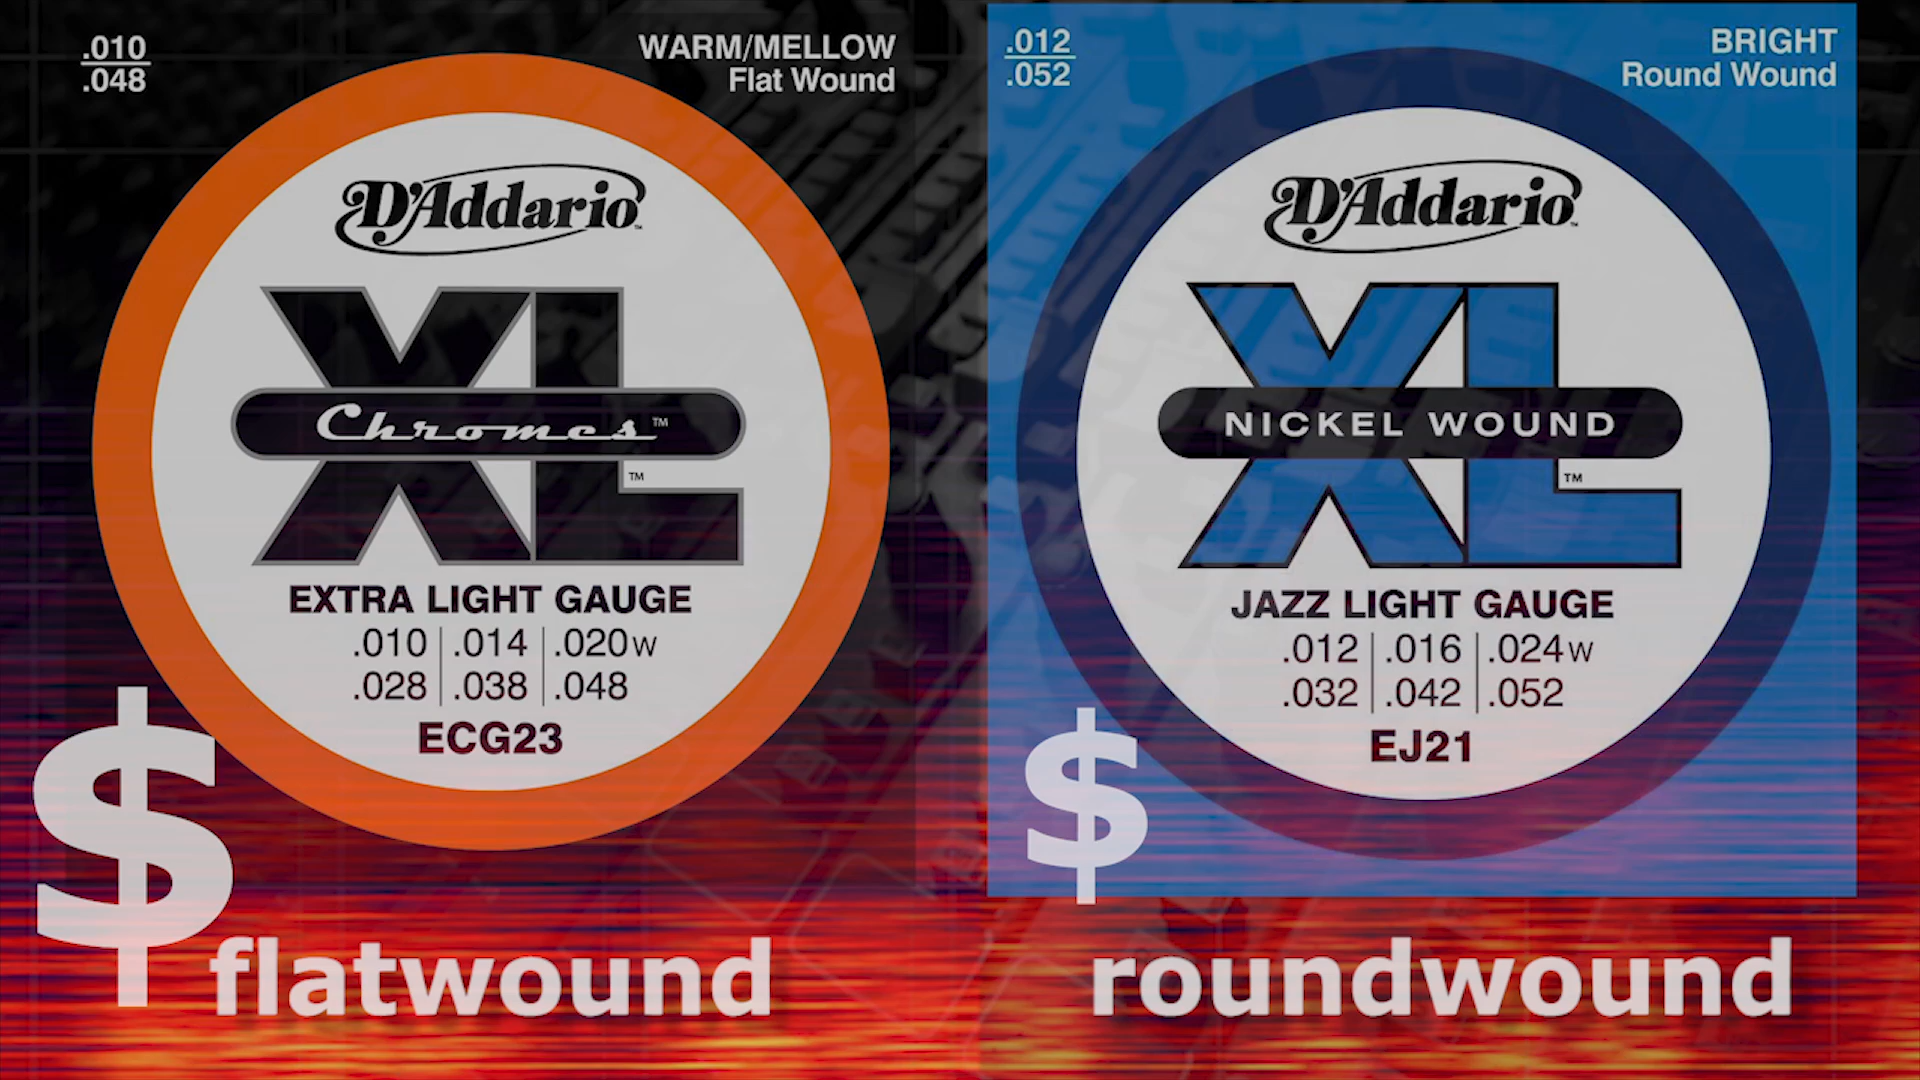 .010
.048
WARM/MELLOW
Flat Wound
D'Addario
XL
Chromes™
™
EXTRA LIGHT GAUGE
.010 | .014 | .020w
.028 | .038 | .048
ECG23
$
flatwound
.012
.052
BRIGHT
Round Wound
D'Addario™
XL
NICKEL WOUND
™
JAZZ LIGHT GAUGE
.012 | .016 | .024w
.032 | .042 | .052
EJ21
$
roundwound